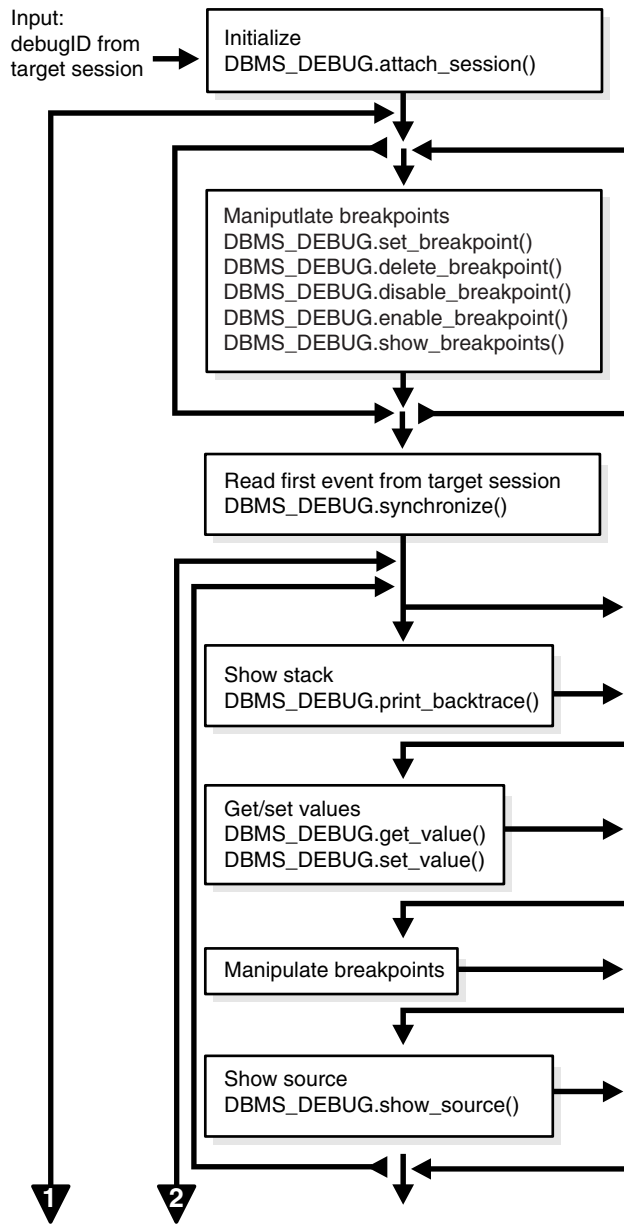 Input:
debugID from
target session
Initialize
DBMS_DEBUG.attach_session()
Maniputlate breakpoints
DBMS_DEBUG.set_breakpoint()
DBMS_DEBUG.delete_breakpoint()
DBMS_DEBUG.disable_breakpoint()
DBMS_DEBUG.enable_breakpoint()
DBMS_DEBUG.show_breakpoints()
Read first event from target session
DBMS_DEBUG.synchronize()
Show stack
DBMS_DEBUG.print_backtrace()
Get/set values
DBMS_DEBUG.get_value()
DBMS_DEBUG.set_value()
Manipulate breakpoints
Show source
DBMS_DEBUG.show_source()
1
2